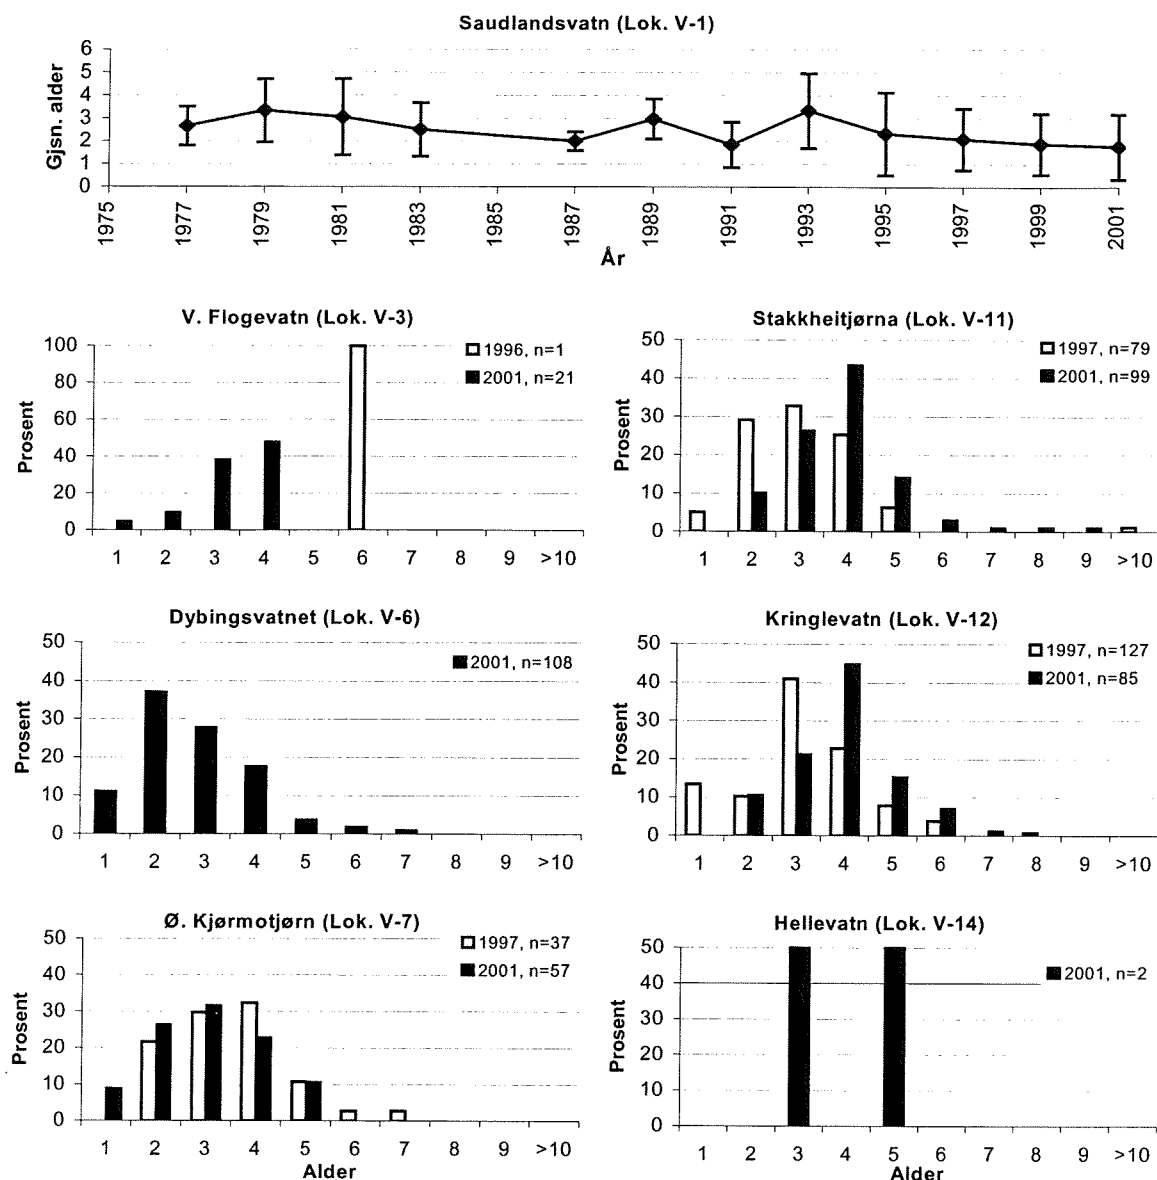 Saudlandsvatn (Lok. V-1)
Gjsn. alder
6
5
4
3
2
1
0
1975 1977 1979 1981 1983 1985 1987 1989 1991 1993 1995 1997 1999 2001
År
V. Flogevatn (Lok. V-3)
Prosent
100
80
60
40
20
0
1996, n=1
2001, n=21
1 2 3 4 5 6 7 8 9 >10
Stakkheitjørna (Lok. V-11)
Prosent
50
40
30
20
10
0
1997, n=79
2001, n=99
1 2 3 4 5 6 7 8 9 >10
Dybingsvatnet (Lok. V-6)
Prosent
50
40
30
20
10
0
2001, n=108
1 2 3 4 5 6 7 8 9 >10
Kringlevatn (Lok. V-12)
Prosent
50
40
30
20
10
0
1997, n=127
2001, n=85
1 2 3 4 5 6 7 8 9 >10
Ø. Kjørmotjørn (Lok. V-7)
Prosent
50
40
30
20
10
0
1997, n=37
2001, n=57
1 2 3 4 5 6 7 8 9 >10
Alder
Hellevatn (Lok. V-14)
Prosent
50
40
30
20
10
0
2001, n=2
1 2 3 4 5 6 7 8 9 >10
Alder